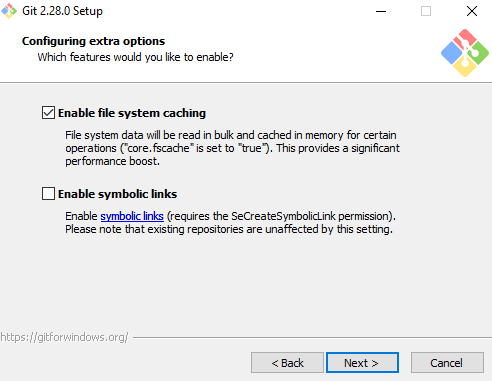 Git 2.28.0 Setup
Configuring extra options
Which features would you like to enable?
Enable file system caching
File system data will be read in bulk and cached in memory for certain
operations ("core.fscache" is set to "true"). This provides a significant
performance boost.
Enable symbolic links
Enable symbolic links (requires the SeCreateSymbolicLink permission).
Please note that existing repositories are unaffected by this setting.
https://gitforwindows.org/
< Back
Next >
Cancel